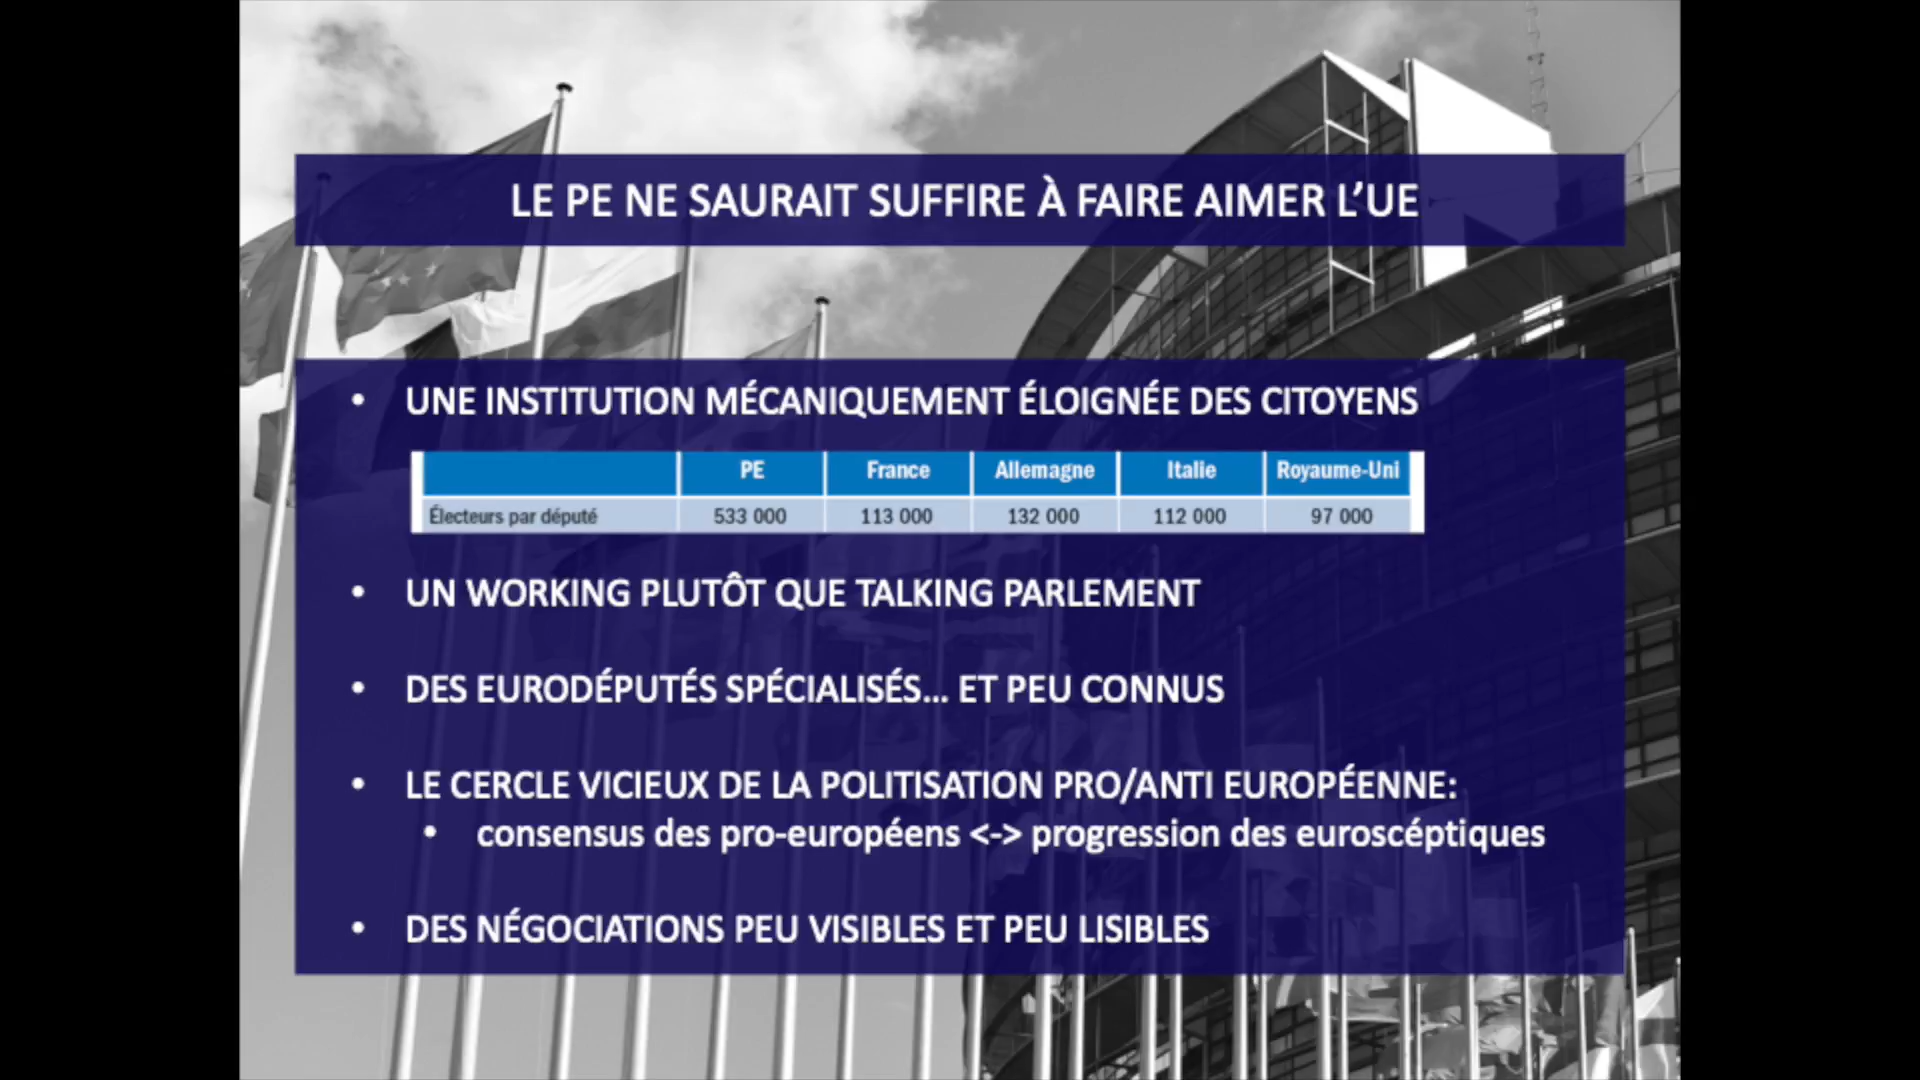 LE PE NE SAURAIT SUFFIRE À FAIRE AIMER L’UE
• UNE INSTITUTION MÉCANIQUEMENT ÉLOIGNÉE DES CITOYENS
PE France Allemagne Italie Royaume-Uni
Électeurs par député 533 000 113 000 132 000 112 000 97 000
• UN WORKING PLUTÔT QUE TALKING PARLEMENT
• DES EURODÉPUTÉS SPÉCIALISÉS... ET PEU CONNUS
• LE CERCLE VICIEUX DE LA POLITISATION PRO/ANTI EUROPÉENNE:
• consensus des pro-européens <-> progression des euroscéptiques
• DES NÉGOCIATIONS PEU VISIBLES ET PEU LISIBLES